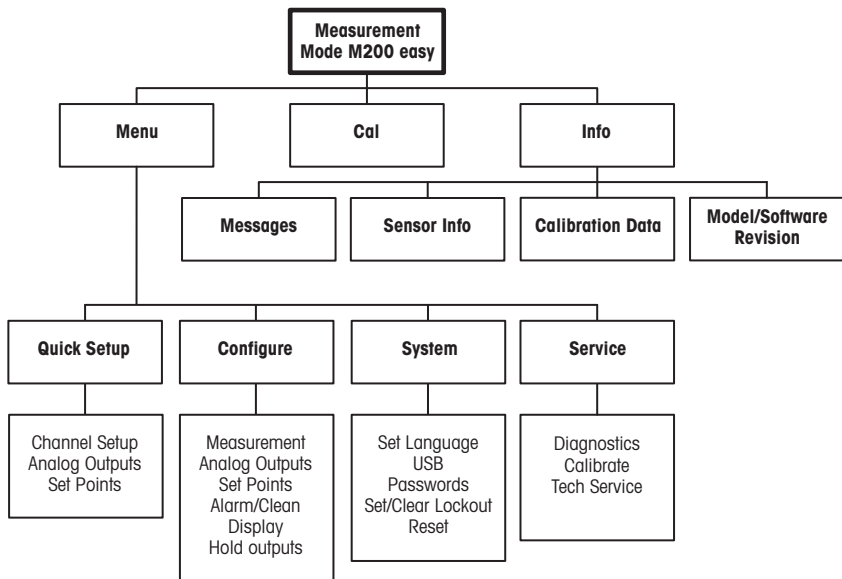 Measurement
Mode M200 easy
Menu
Cal
Info
Messages
Sensor Info
Calibration Data
Model/Software
Revision
Quick Setup
Configure
System
Service
Channel Setup
Analog Outputs
Set Points
Measurement
Analog Outputs
Set Points
Alarm/Clean
Display
Hold outputs
Set Language
USB
Passwords
Set/Clear Lockout
Reset
Diagnostics
Calibrate
Tech Service